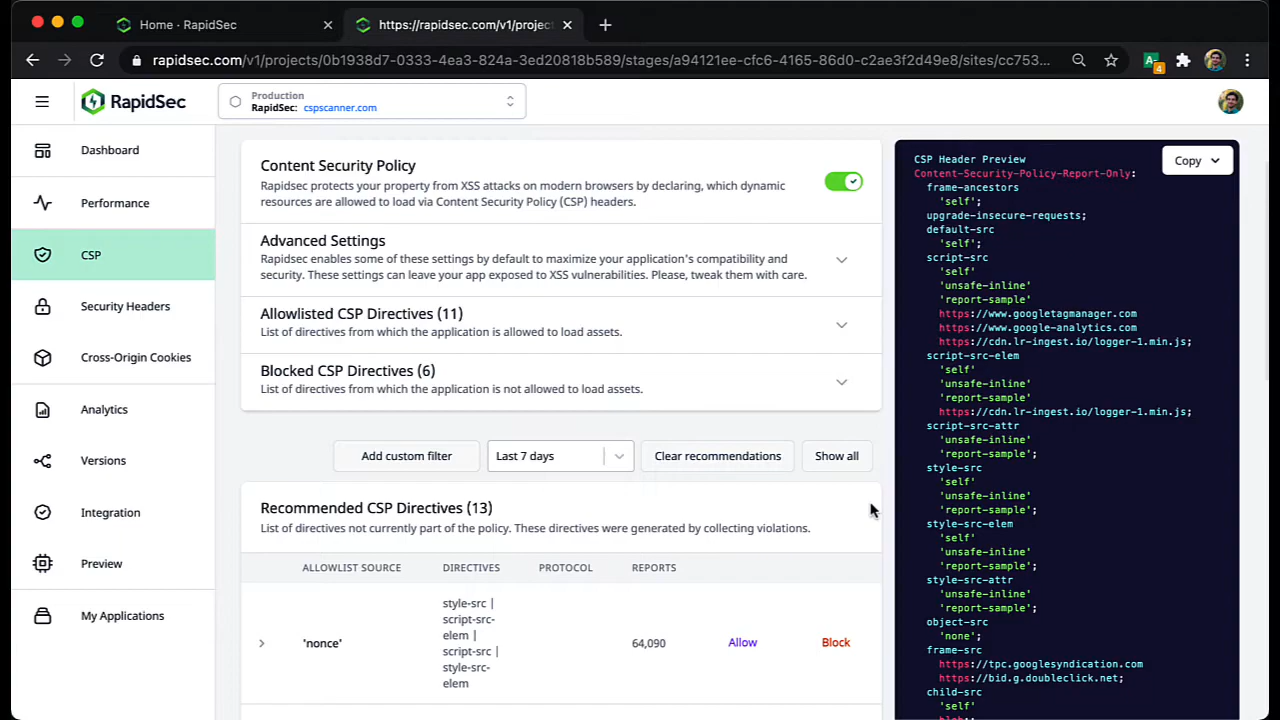 Home · RapidSec
https://rapidsec.com/v1/projec
rapidsec.com/v1/projects/0b1938d7-0333-4ea3-824a-3ed20818b589/stages/a94121ee-cfc6-4165-86d0-c2ae3f2d49e8/sites/cc753...
4
RapidSec
Production
RapidSec: cspscanner.com
Dashboard
Performance
CSP
Security Headers
Cross-Origin Cookies
Analytics
Versions
Integration
Preview
My Applications
Content Security Policy
Rapidsec protects your property from XSS attacks on modern browsers by declaring, which dynamic
resources are allowed to load via Content Security Policy (CSP) headers.
Advanced Settings
Rapidsec enables some of these settings by default to maximize your application's compatibility and
security. These settings can leave your app exposed to XSS vulnerabilities. Please, tweak them with care.
Allowlisted CSP Directives (11)
List of directives from which the application is allowed to load assets.
Blocked CSP Directives (6)
List of directives from which the application is not allowed to load assets.
Add custom filter
Last 7 days
Clear recommendations
Show all
Recommended CSP Directives (13)
List of directives not currently part of the policy. These directives were generated by collecting violations.
ALLOWLIST SOURCE DIRECTIVES PROTOCOL REPORTS
style-src |
script-src-
elem |
script-src |
style-src-
elem
'nonce'
64,090
Allow
Block
CSP Header Preview
Copy
Content-Security-Policy-Report-Only:
frame-ancestors
'self';
upgrade-insecure-requests;
default-src
'self';
script-src
'self'
'unsafe-inline'
'report-sample'
https://www.googletagmanager.com
https://www.google-analytics.com
https://cdn.lr-ingest.io/logger-1.min.js;
script-src-elem
'self'
'unsafe-inline'
'report-sample'
https://cdn.lr-ingest.io/logger-1.min.js;
script-src-attr
'unsafe-inline'
'report-sample';
style-src
'self'
'unsafe-inline'
'report-sample';
style-src-elem
'self'
'unsafe-inline'
'report-sample';
style-src-attr
'unsafe-inline'
'report-sample';
object-src
'none';
frame-src
https://tpc.googlesyndication.com
https://bid.g.doubleclick.net;
child-src
'self'
blob:;